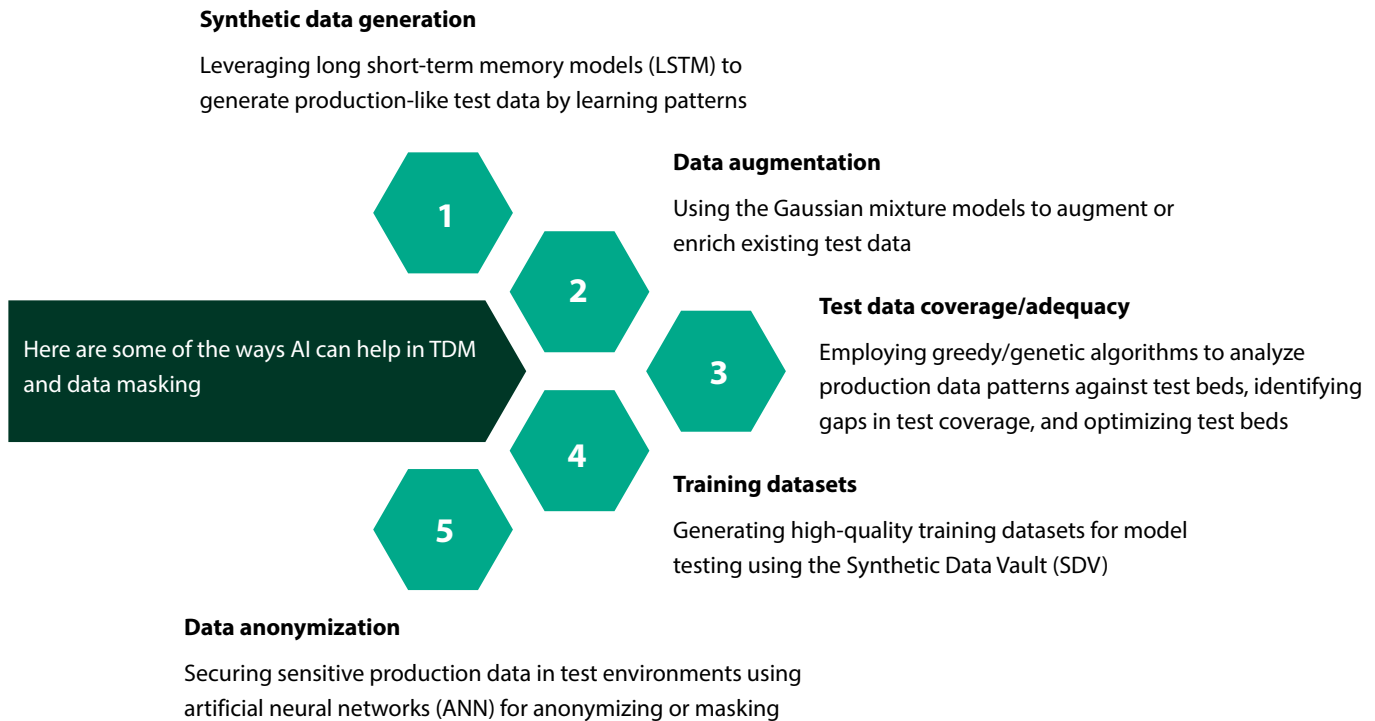 Synthetic data generation
Leveraging long short-term memory models (LSTM) to
generate production-like test data by learning patterns
1
Data augmentation
Using the Gaussian mixture models to augment or
enrich existing test data
2
Here are some of the ways AI can help in TDM
and data masking
Test data coverage/adequacy
Employing greedy/genetic algorithms to analyze
production data patterns against test beds, identifying
gaps in test coverage, and optimizing test beds
3
4
Training datasets
Generating high-quality training datasets for model
testing using the Synthetic Data Vault (SDV)
5
Data anonymization
Securing sensitive production data in test environments using
artificial neural networks (ANN) for anonymizing or masking